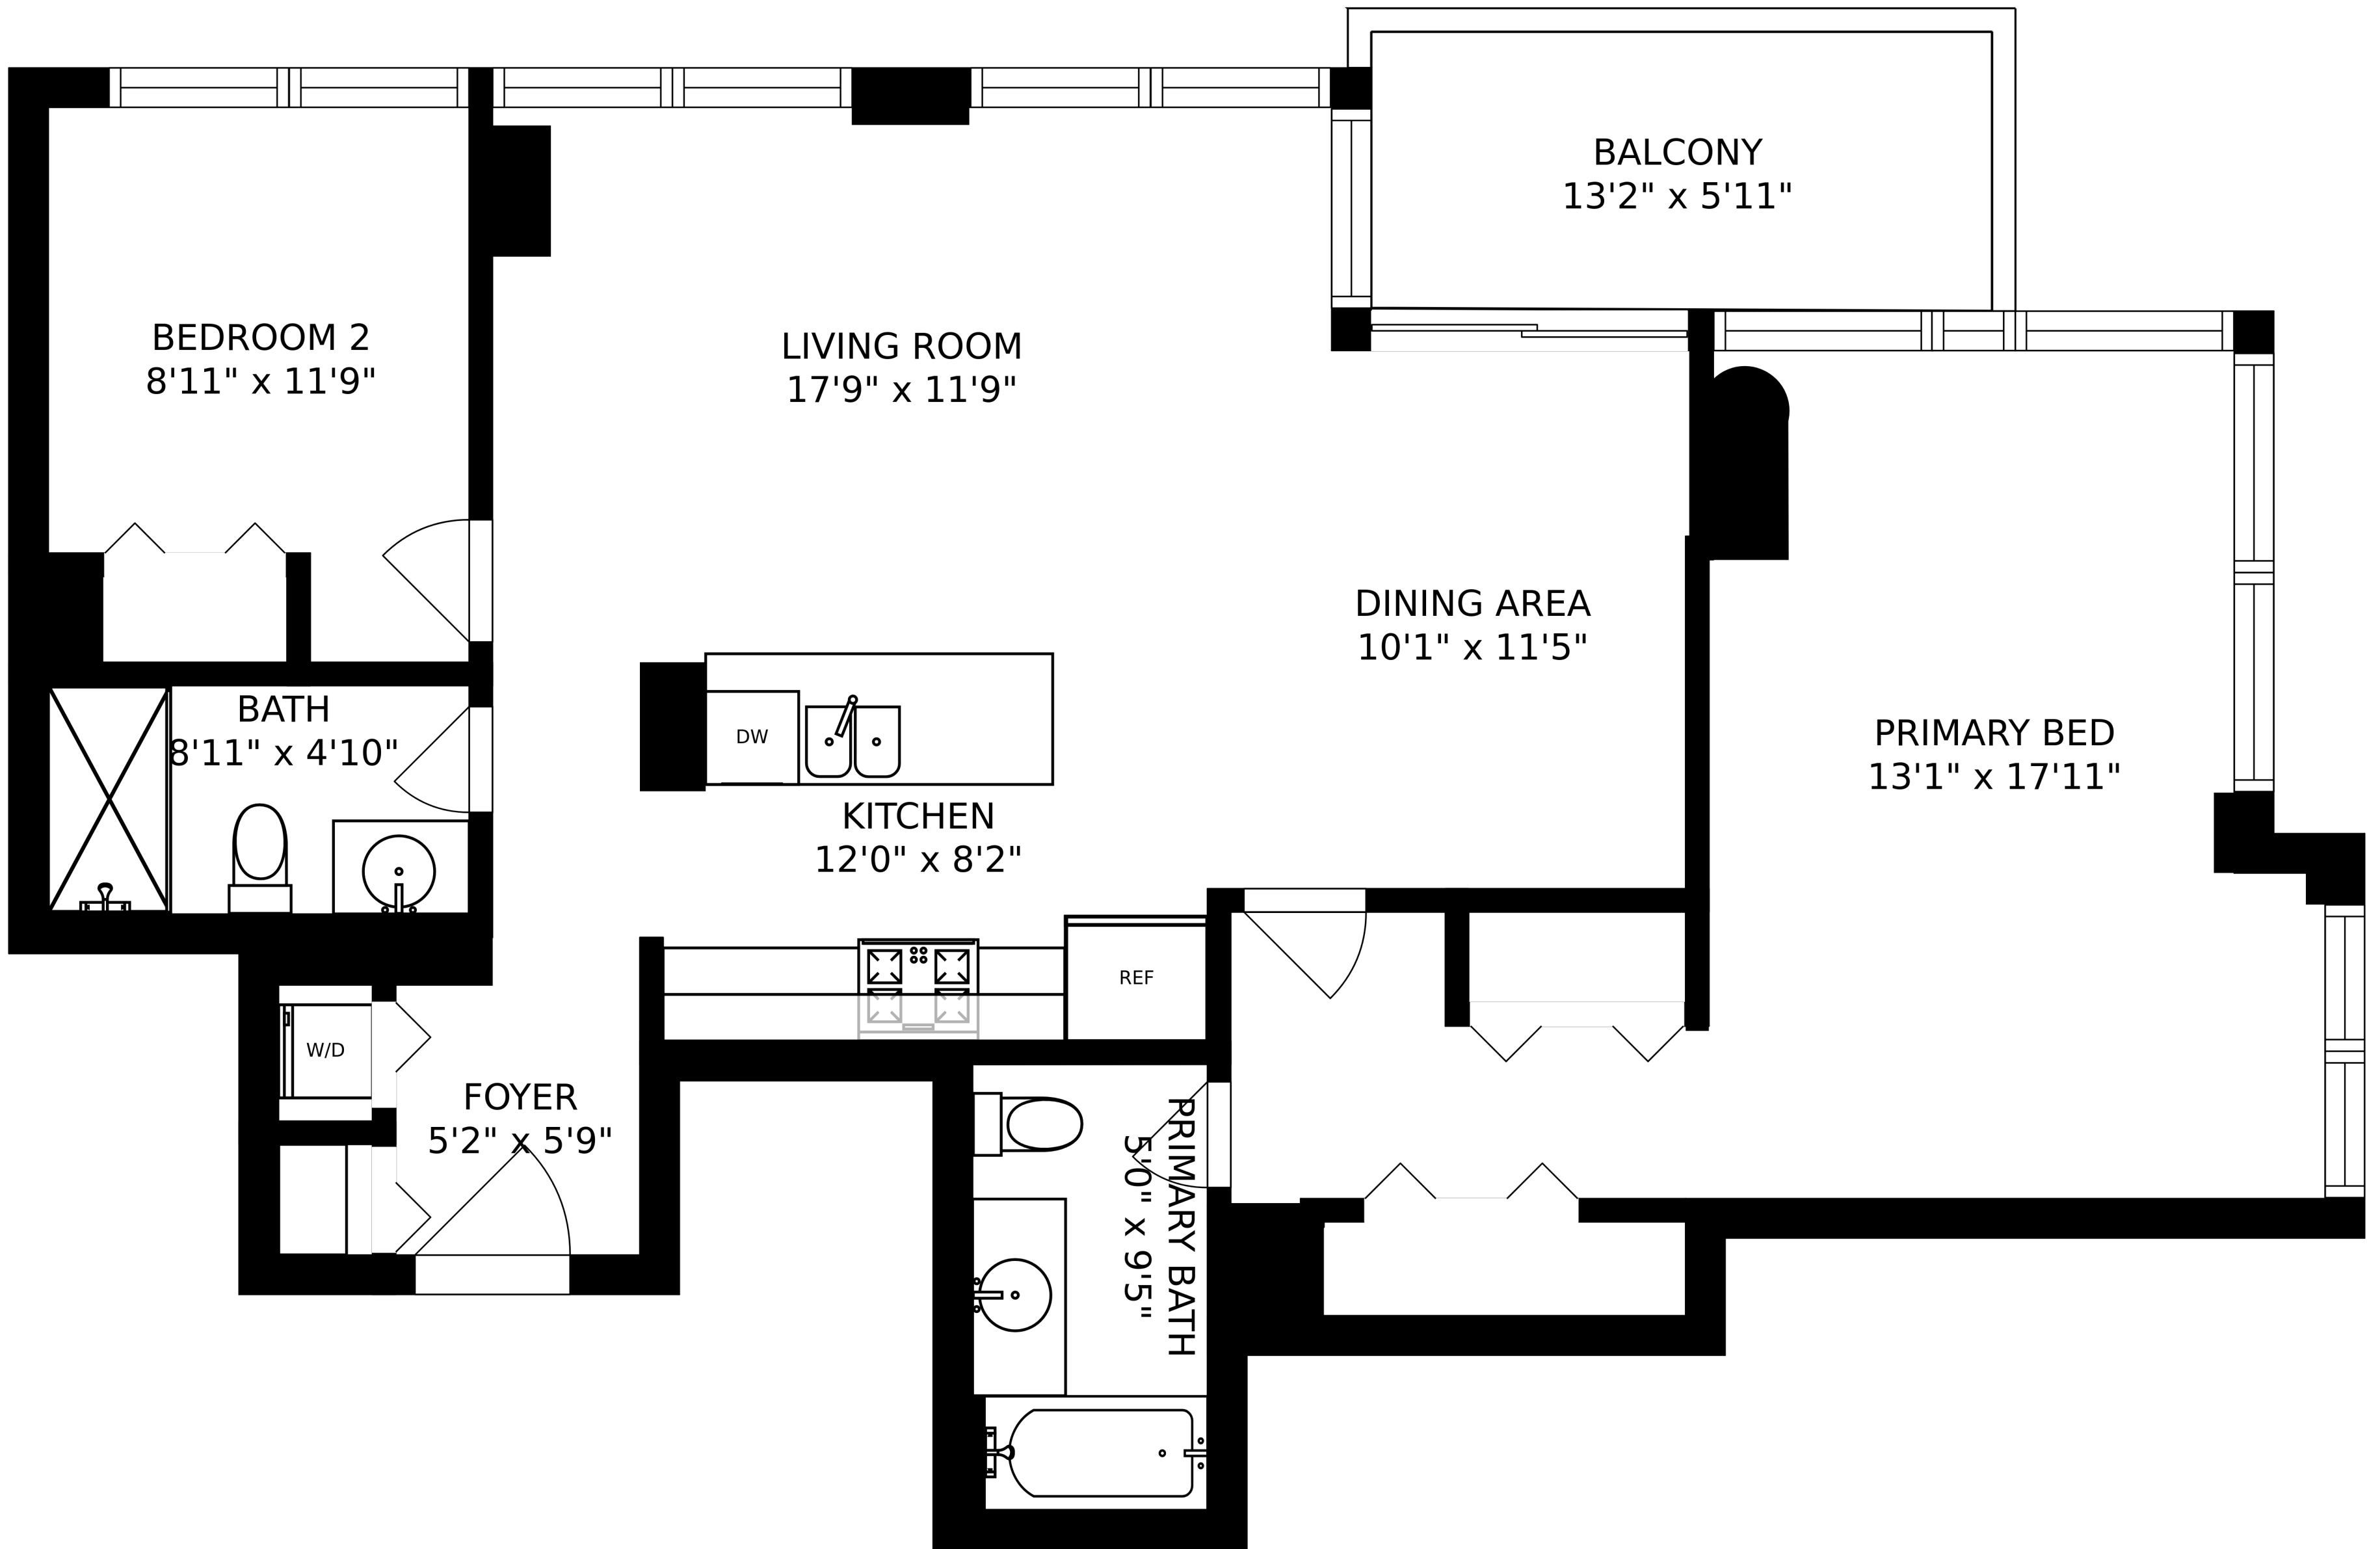 BALCONY
13'2" x 5'11"
BEDROOM 2
8'11" x 11'9"
LIVING ROOM
17'9" x 11'9"
DINING AREA
10'1" x 11'5"
BATH
8'11" x 4'10"
DW
PRIMARY BED
13'1" x 17'11"
KITCHEN
12'0" x 8'2"
REF
W/D
FOYER
5'2" x 5'9"
PRIMARY BATH
5'0" x 9'5"